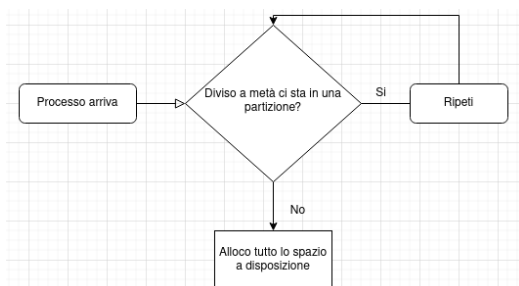 Processo arriva
Diviso a metà ci sta in una
partizione?
Si
Ripeti
No
Alloco tutto lo spazio
a disposizione